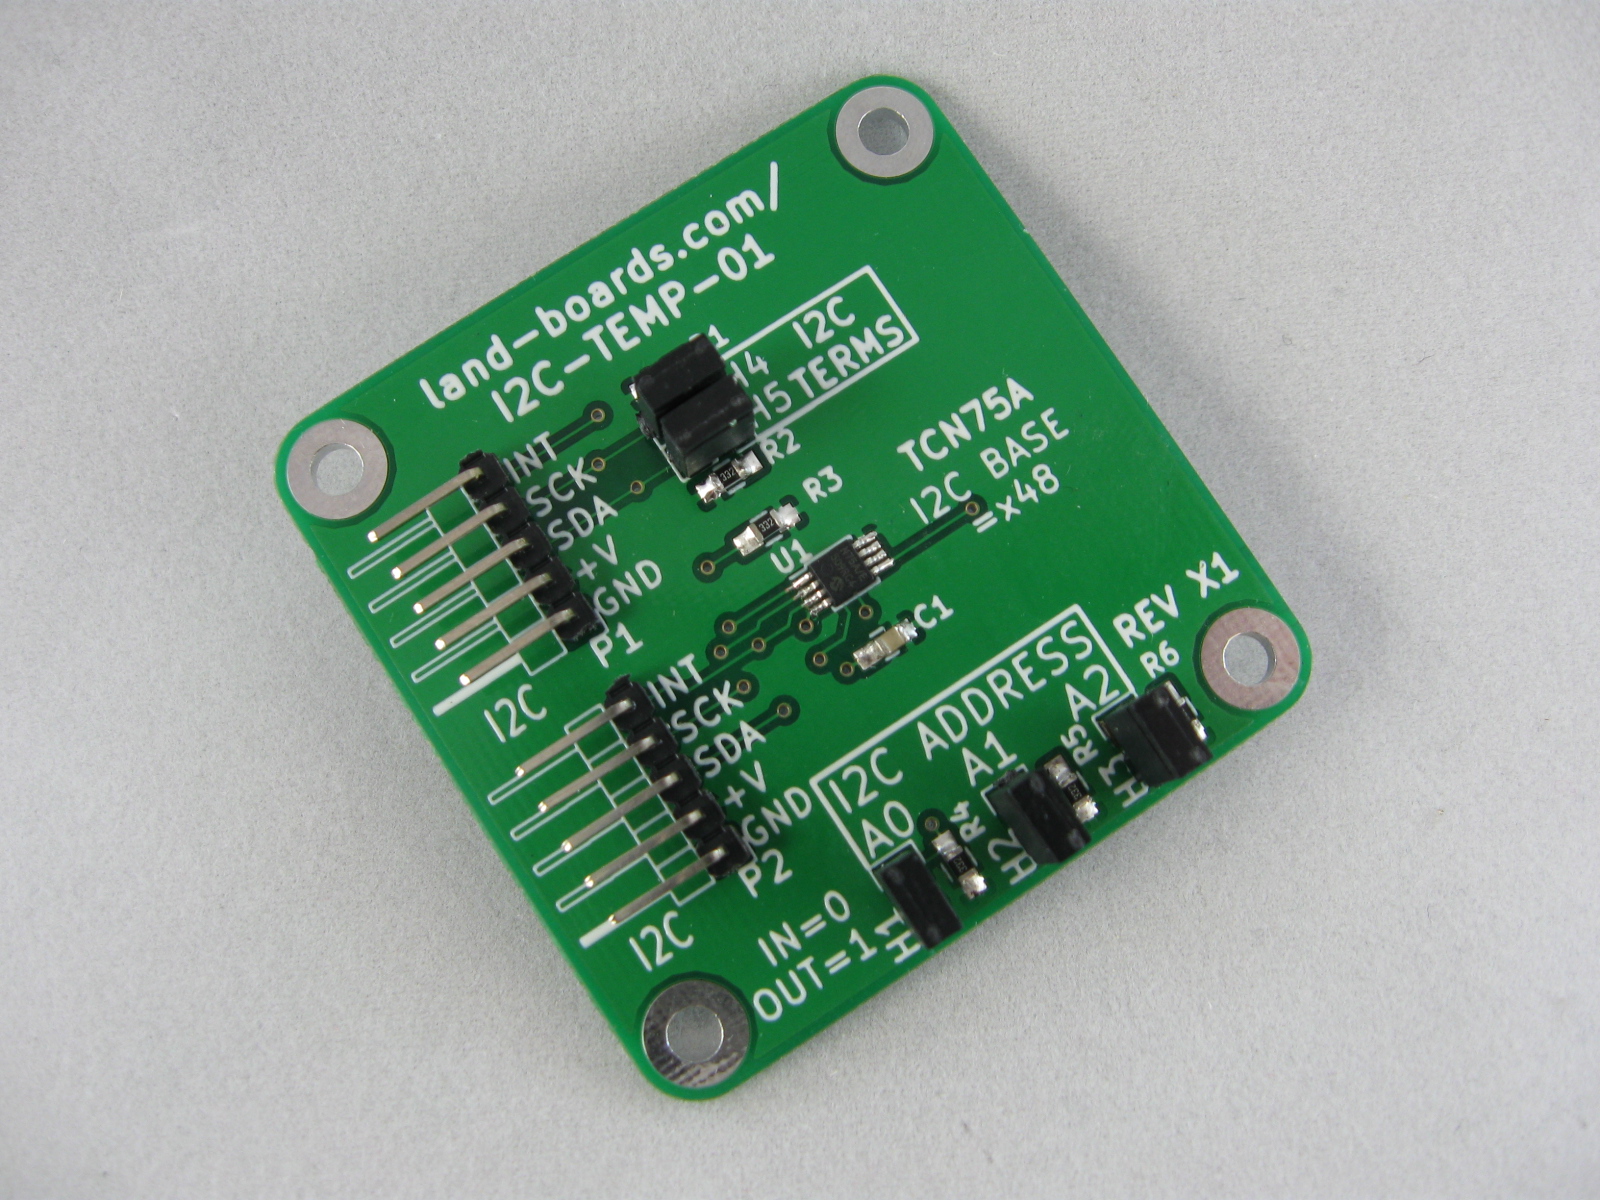 land-boards.com/
I2C-TEMP-01
I2C
TERMS
H5
R2
R3
U1
TCN75A
I2C BASE
=x48
C1
INT
SCK
SDA
+V
GND
P1
I2C
INT
SCK
SDA
+V
GND
P2
I2C
REV X1
I2C ADDRESS
A0
A1
A2
R4
R5
R6
H1
H2
H3
IN=0
OUT=1
332
332